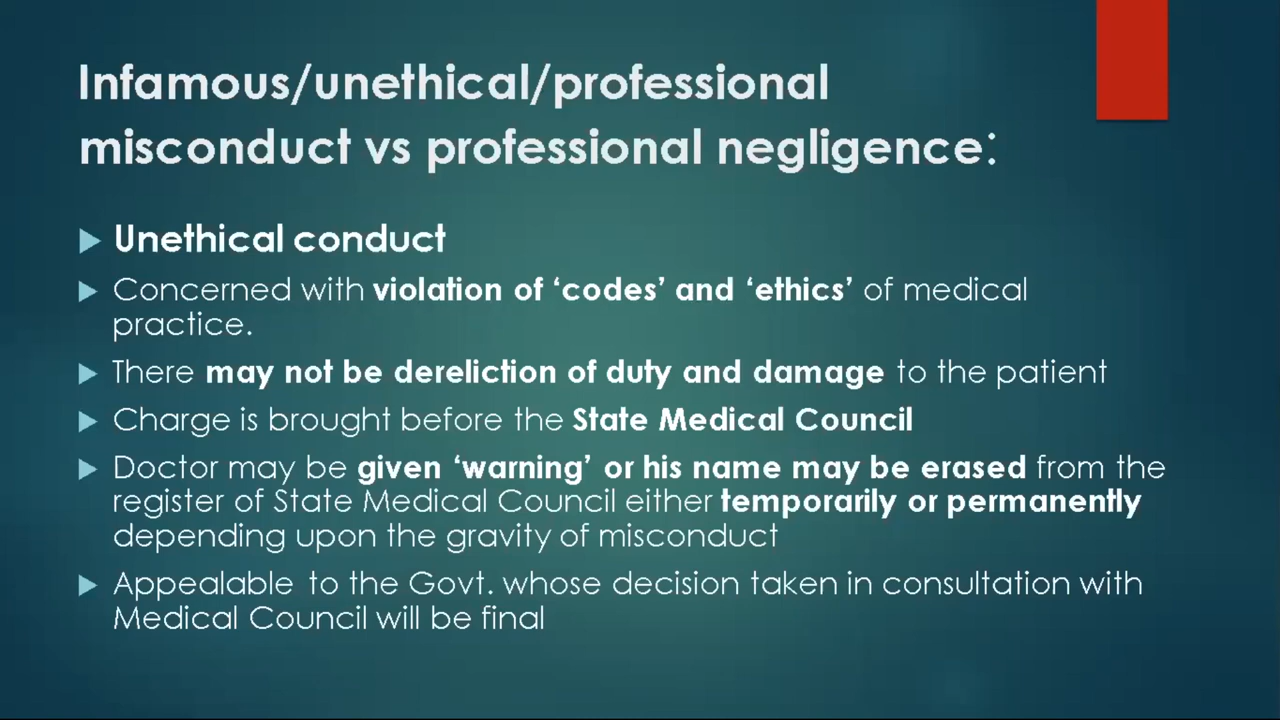 Infamous/unethical/professional
misconduct vs professional negligence:
Unethical conduct
Concerned with violation of ‘codes’ and ‘ethics’ of medical
practice.
There may not be dereliction of duty and damage to the patient
Charge is brought before the State Medical Council
Doctor may be given ‘warning’ or his name may be erased from the
register of State Medical Council either temporarily or permanently
depending upon the gravity of misconduct
Appealable to the Govt. whose decision taken in consultation with
Medical Council will be final